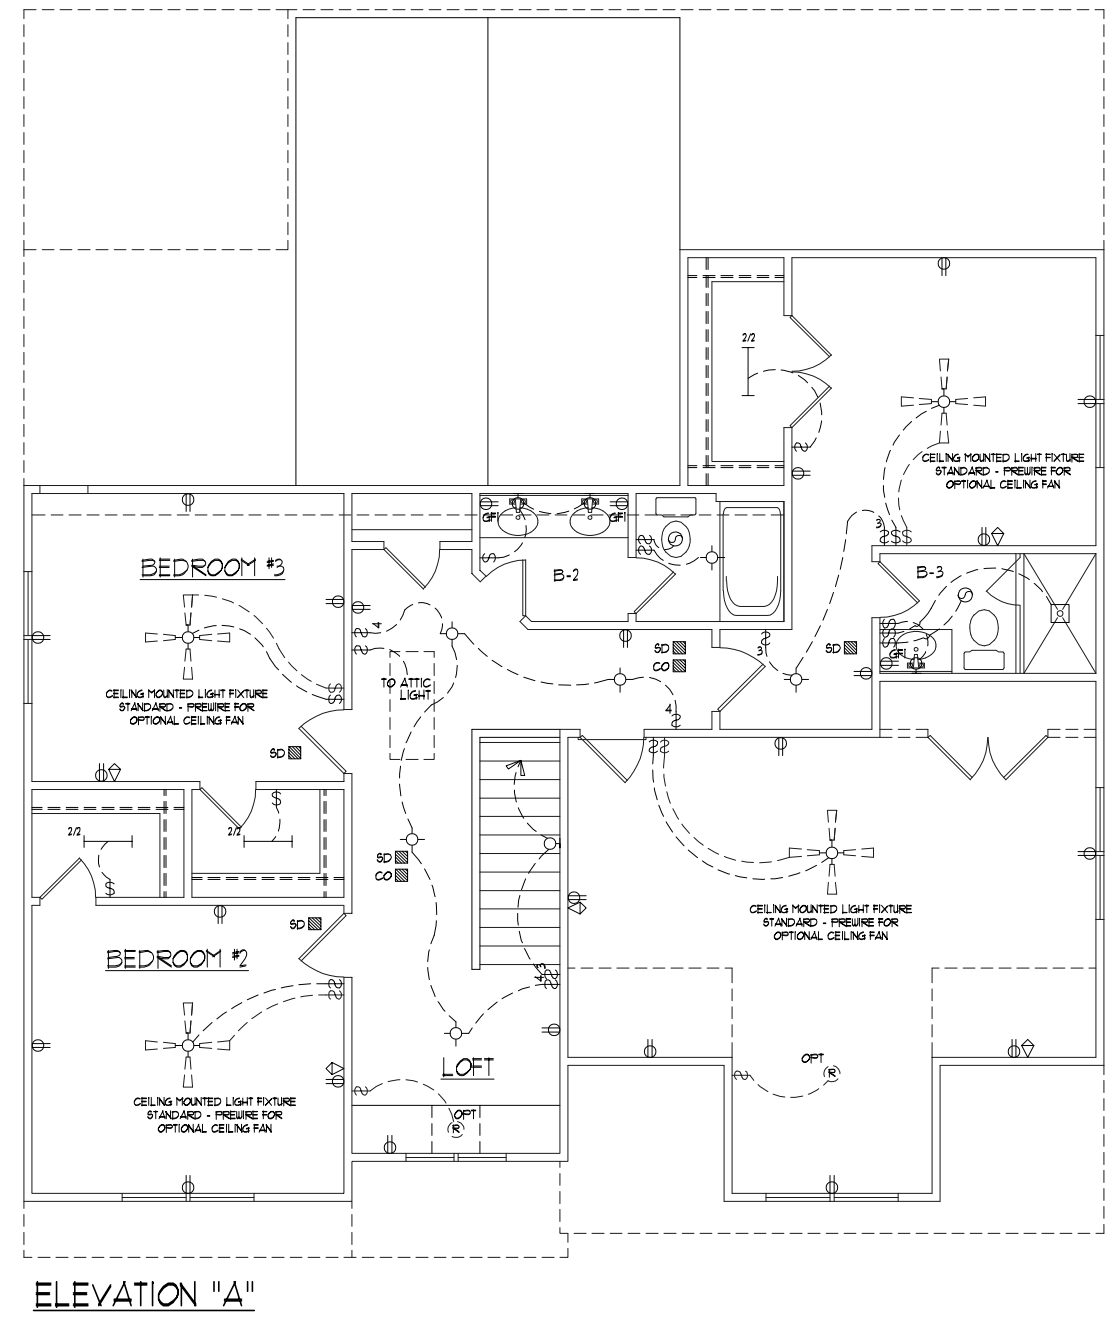 2/2
CEILING MOUNTED LIGHT FIXTURE
STANDARD - PREWIRE FOR
OPTIONAL CEILING FAN
GFI
GFI
3
BEDROOM #3
B-2
B-3
4
SD
CO
3
SD
GFI
TO ATTIC
LIGHT
CEILING MOUNTED LIGHT FIXTURE
STANDARD - PREWIRE FOR
OPTIONAL CEILING FAN
4
SD
2/2
2/2
SD
CO
CEILING MOUNTED LIGHT FIXTURE
STANDARD - PREWIRE FOR
OPTIONAL CEILING FAN
SD
BEDROOM #2
3
4
LOFT
OPT
R
CEILING MOUNTED LIGHT FIXTURE
STANDARD - PREWIRE FOR
OPTIONAL CEILING FAN
OPT
R
ELEVATION "A"